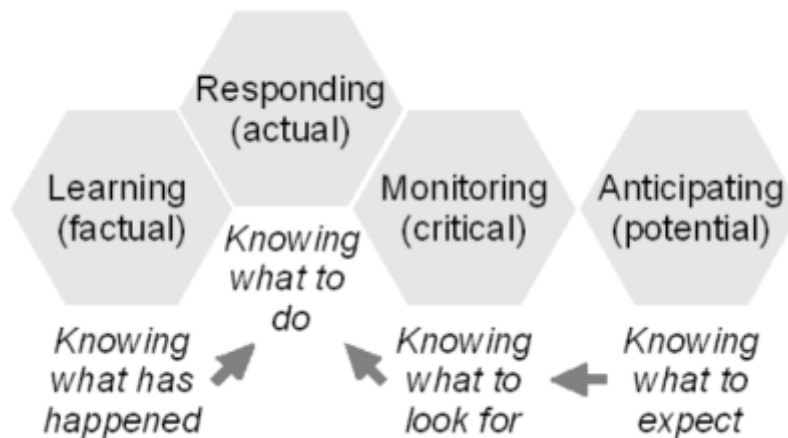 Responding
(actual)
Learning
(factual)
Monitoring
(critical)
Anticipating
(potential)
Knowing
what to
do
Knowing
what has
happened
Knowing
what to
look for
Knowing
what to
expect